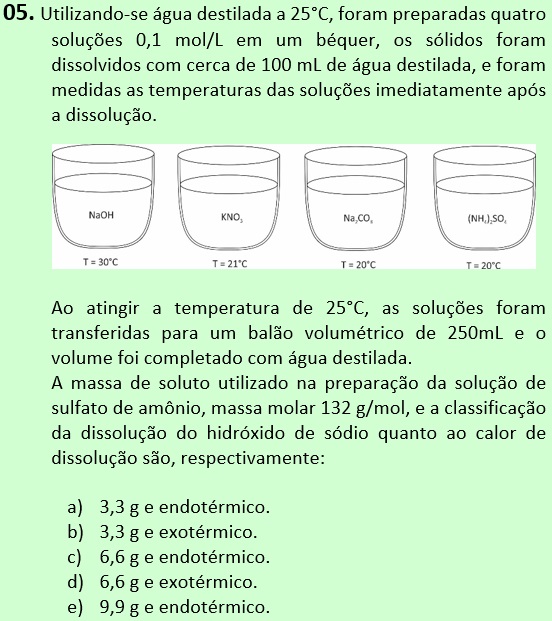 05. Utilizando-se água destilada a 25°C, foram preparadas quatro
soluções 0,1 mol/L em um béquer, os sólidos foram
dissolvidos com cerca de 100 mL de água destilada, e foram
medidas as temperaturas das soluções imediatamente após
a dissolução.
NaOH KNO₃ Na₂CO₃ (NH₄)₂SO₄
T = 30°C T = 21°C T = 20°C T = 20°C
Ao atingir a temperatura de 25°C, as soluções foram
transferidas para um balão volumétrico de 250mL e o
volume foi completado com água destilada.
A massa de soluto utilizado na preparação da solução de
sulfato de amônio, massa molar 132 g/mol, e a classificação
da dissolução do hidróxido de sódio quanto ao calor de
dissolução são, respectivamente:
a) 3,3 g e endotérmico.
b) 3,3 g e exotérmico.
c) 6,6 g e endotérmico.
d) 6,6 g e exotérmico.
e) 9,9 g e endotérmico.